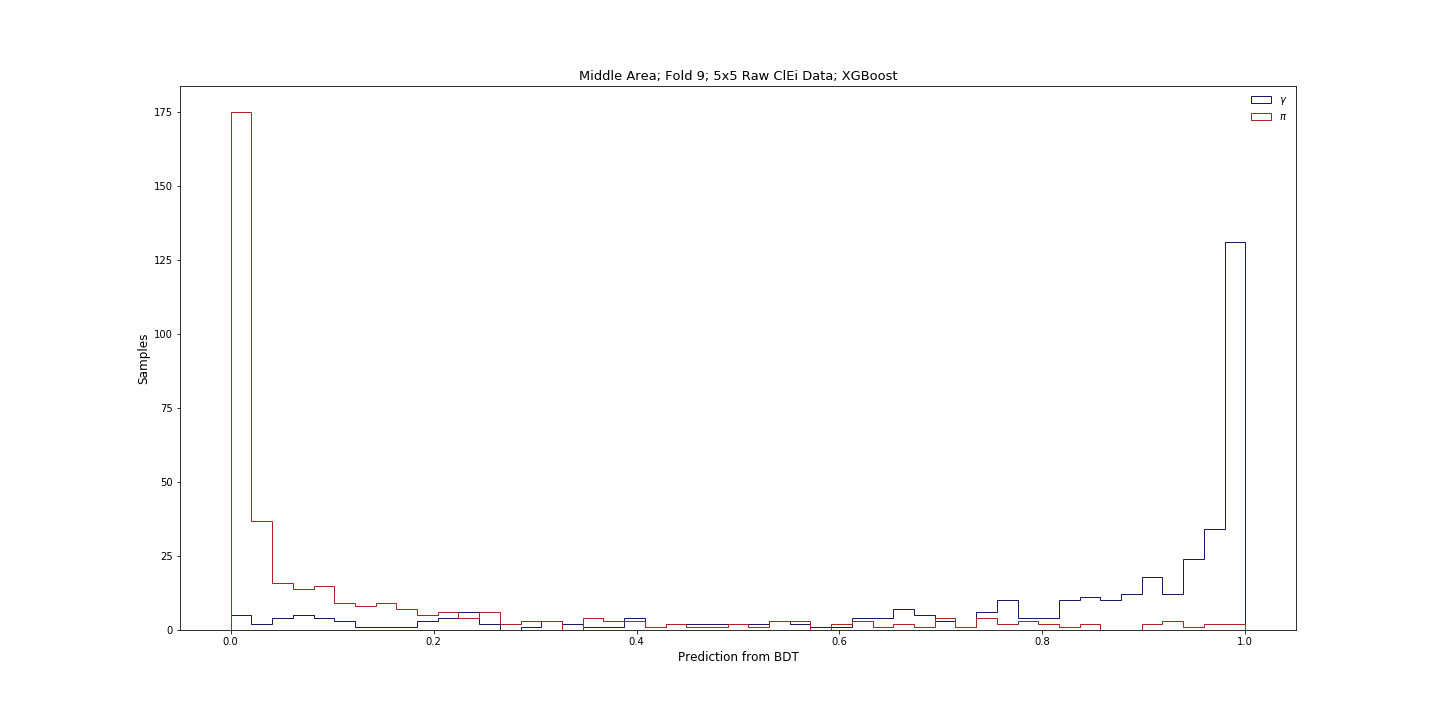 Middle Area; Fold 9; 5x5 Raw ClEi Data; XGBoost
γ
π
175
150
125
100
75
50
25
0
Samples
0.0 0.2 0.4 0.6 0.8 1.0
Prediction from BDT